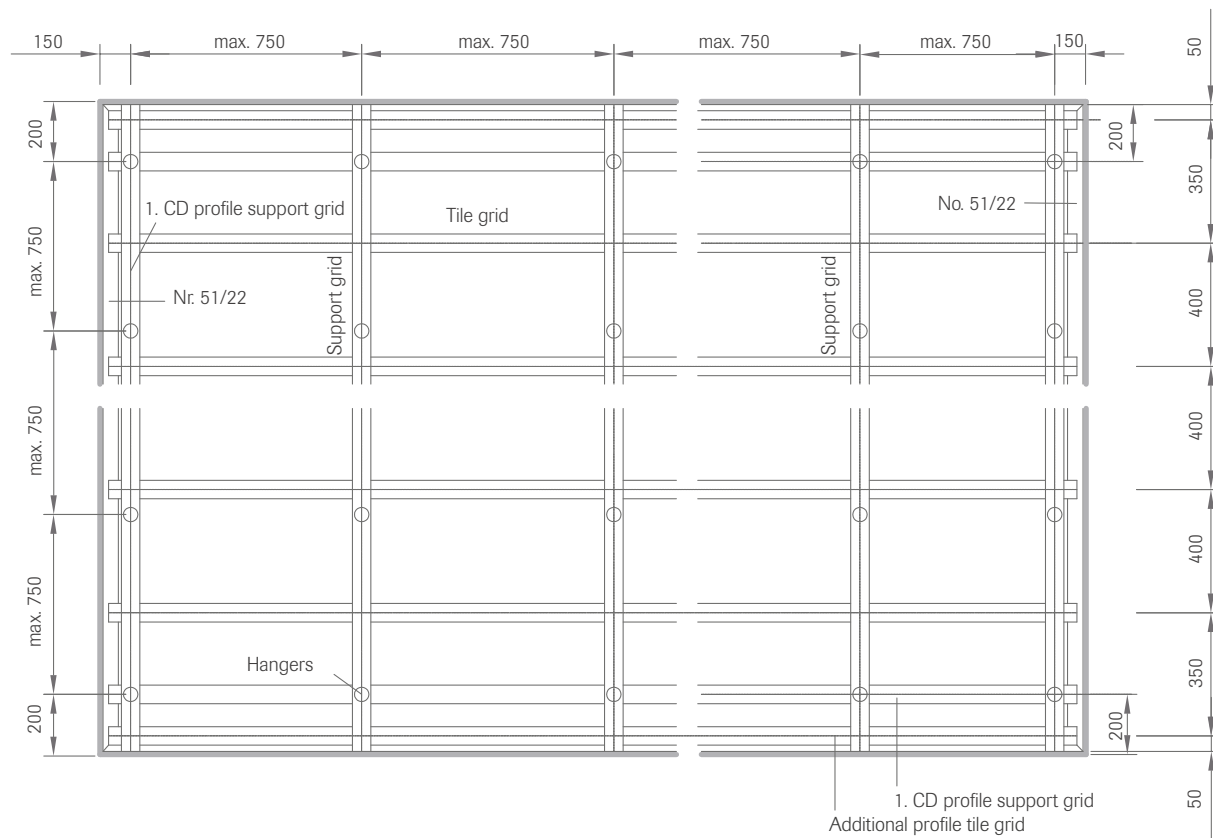 150
max. 750
max. 750
max. 750
max. 750
150
50
200
200
350
1. CD profile support grid
Tile grid
No. 51/22
max. 750
Nr. 51/22
Support grid
Support grid
400
max. 750
400
400
max. 750
Hangers
350
200
200
1. CD profile support grid
50
Additional profile tile grid